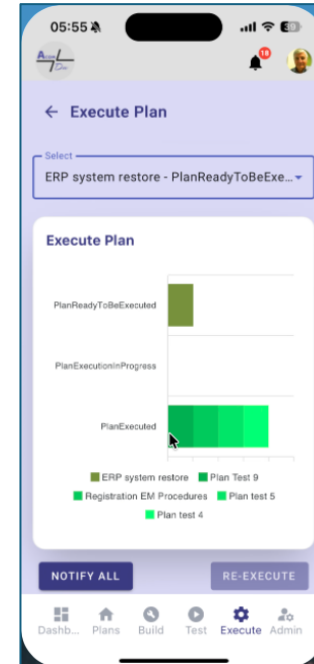 05:55
18
← Execute Plan
Select
ERP system restore - PlanReadyToBeExe...
Execute Plan
PlanReadyToBeExecuted
PlanExecutionInProgress
PlanExecuted
ERP system restore Plan Test 9
Registration EM Procedures Plan test 5
Plan test 4
NOTIFY ALL RE-EXECUTE
Dashb... Plans Build Test Execute Admin